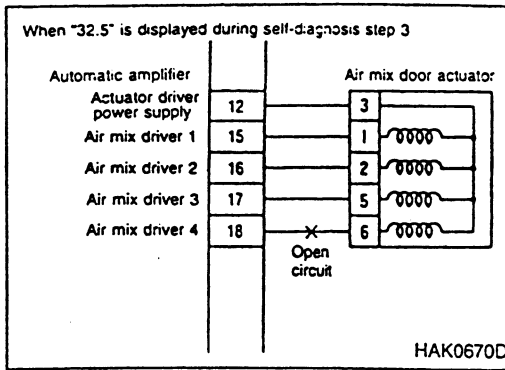 When "32.5" is displayed during self-diagnosis step 3
Automatic amplifier
Air mix door actuator
Actuator driver
power supply
12
3
Air mix driver 1
15
1
Air mix driver 2
16
2
Air mix driver 3
17
5
Air mix driver 4
18
6
Open
circuit
HAK0670D